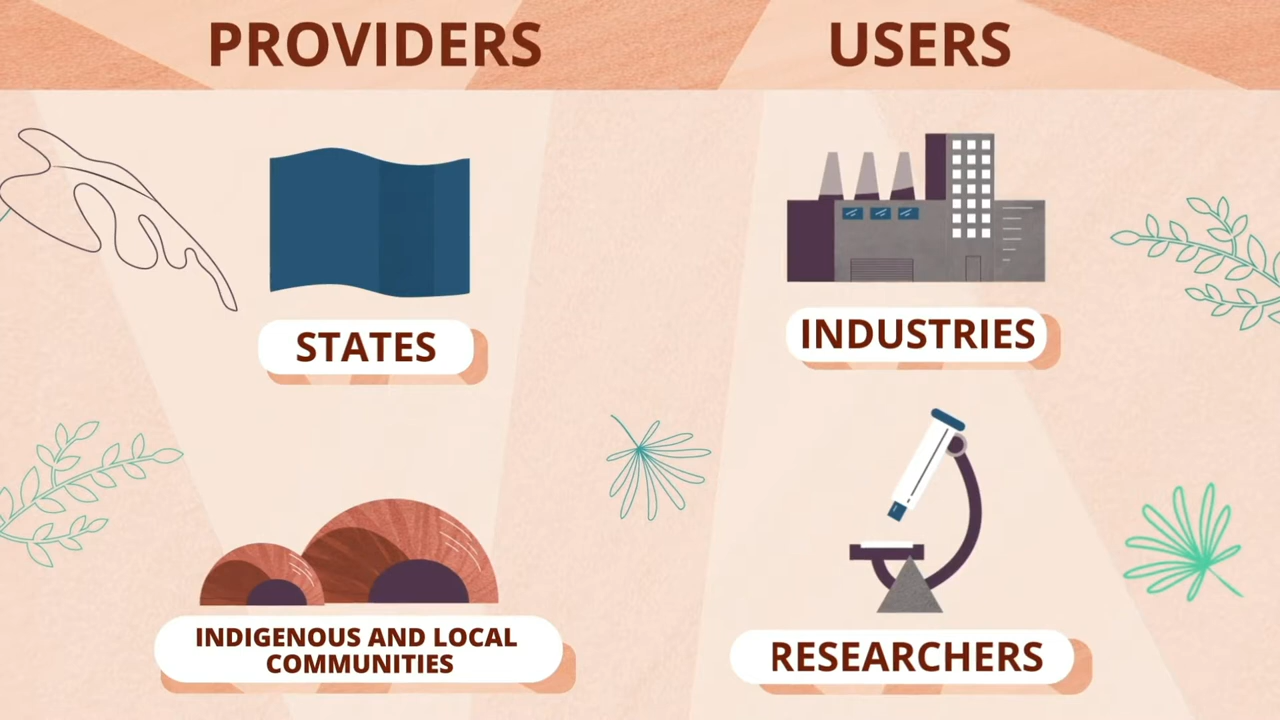 PROVIDERS
USERS
STATES
INDUSTRIES
INDIGENOUS AND LOCAL
COMMUNITIES
RESEARCHERS